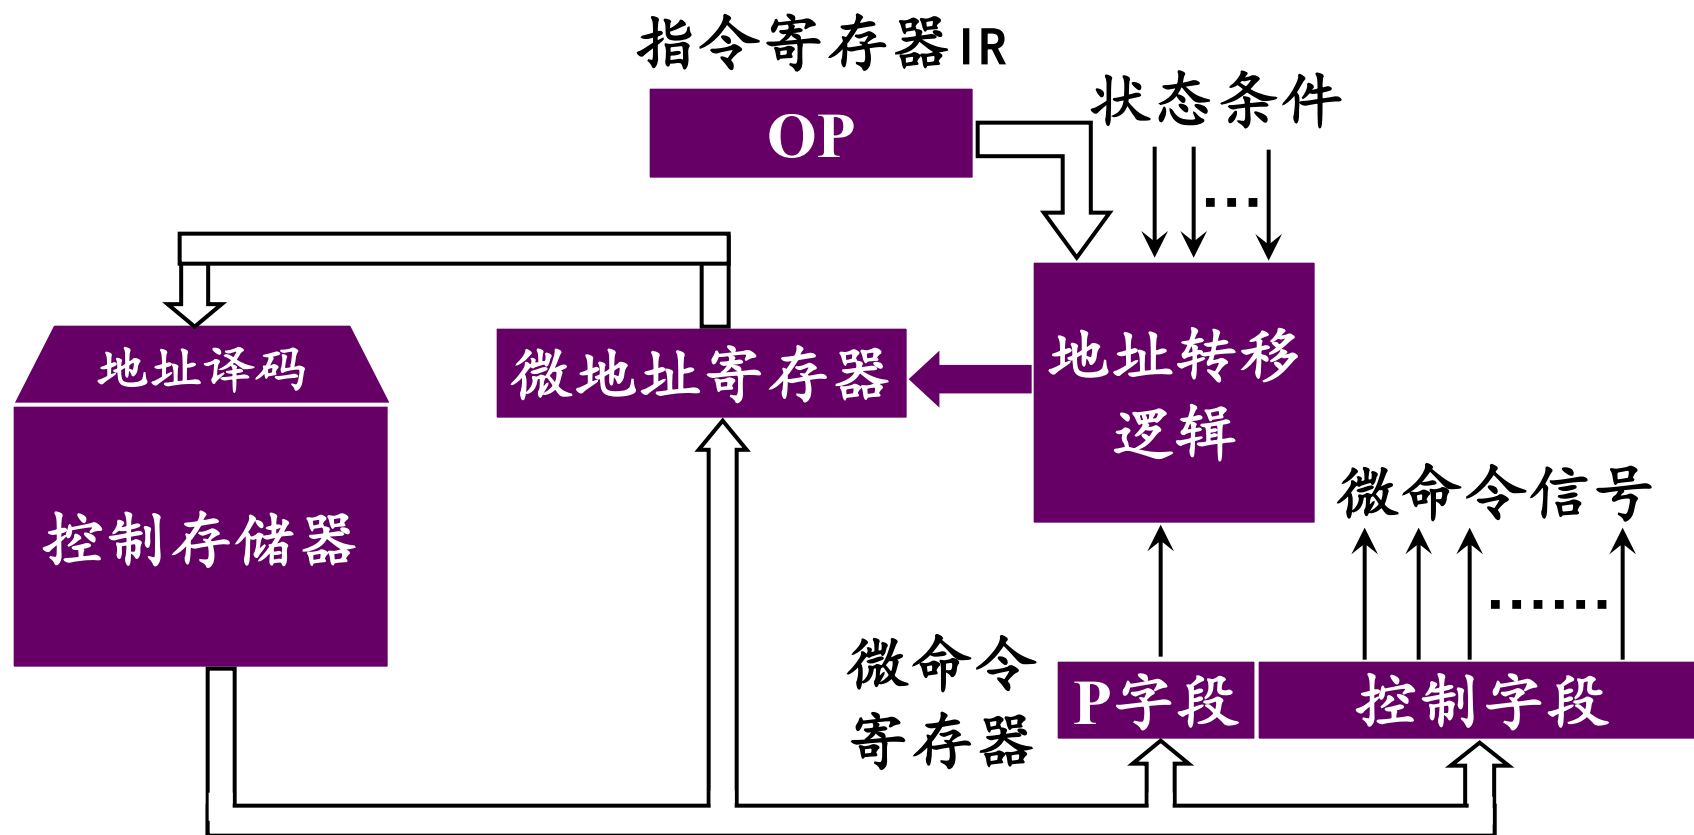 指令寄存器IR
OP
状态条件
…
地址译码
微地址寄存器
地址转移
逻辑
控制存储器
微命令信号
……
微命令
寄存器
P字段
控制字段